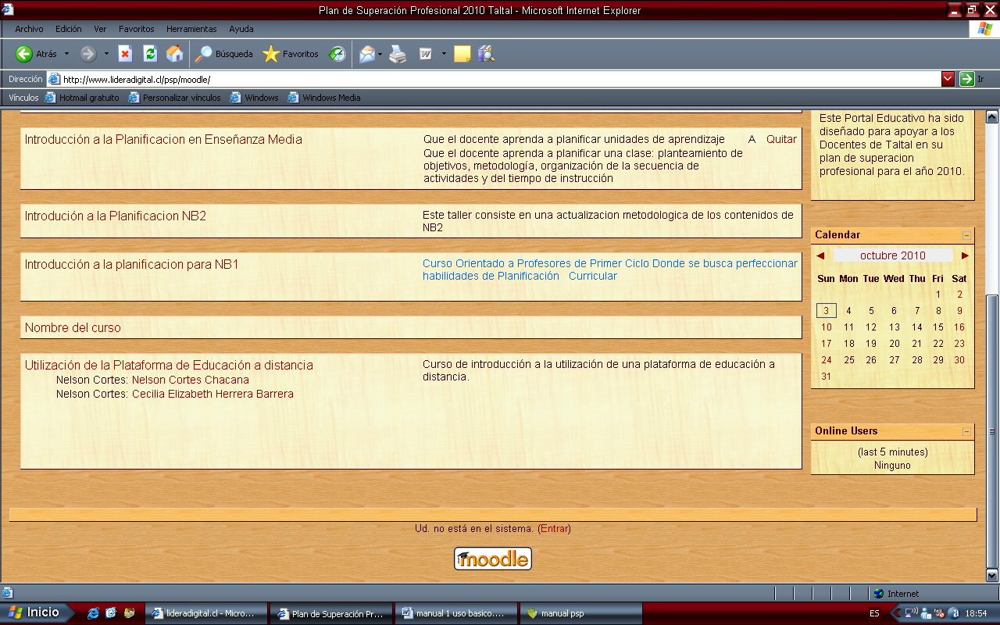 Plan de Superación Profesional 2010 Taltal - Microsoft Internet Explorer
Archivo Edición Ver Favoritos Herramientas Ayuda
Atrás Búsqueda Favoritos
Dirección http://www.lideradigital.cl/psp/moodle/ Ir
Vínculos Hotmail gratuito Personalizar vínculos Windows Windows Media
Introducción a la Planificacion en Enseñanza Media
Que el docente aprenda a planificar unidades de aprendizaje A Quitar
Que el docente aprenda a planificar una clase: planteamiento de
objetivos, metodología, organización de la secuencia de
actividades y del tiempo de instrucción
Introdución a la Planificacion NB2
Este taller consiste en una actualizacion metodologica de los contenidos de
NB2
Introducción a la planificacion para NB1
Curso Orientado a Profesores de Primer Ciclo Donde se busca perfeccionar
habilidades de Planificación Curricular
Nombre del curso
Utilización de la Plataforma de Educación a distancia
Nelson Cortes: Nelson Cortes Chacana
Nelson Cortes: Cecilia Elizabeth Herrera Barrera
Curso de introducción a la utilización de una plataforma de educación a
distancia.
Este Portal Educativo ha sido
diseñado para apoyar a los
Docentes de Taltal en su
plan de superacion
profesional para el año 2010.
Calendar
octubre 2010
Sun Mon Tue Wed Thu Fri Sat
1 2
3 4 5 6 7 8 9
10 11 12 13 14 15 16
17 18 19 20 21 22 23
24 25 26 27 28 29 30
31
Online Users
(last 5 minutes)
Ninguno
Ud. no está en el sistema. (Entrar)
moodle
Internet
Inicio lideradigital.cl - Micro... Plan de Superación Pr... manual 1 uso basico.... manual psp ES 18:54